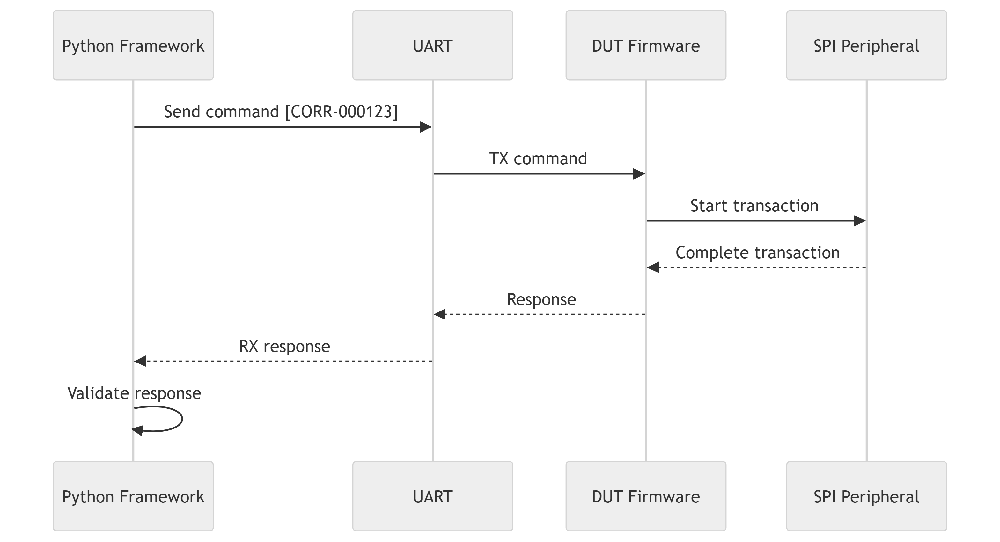 Python Framework
UART
DUT Firmware
SPI Peripheral
Send command [CORR-000123]
TX command
Start transaction
Complete transaction
Response
RX response
Validate response
Python Framework
UART
DUT Firmware
SPI Peripheral